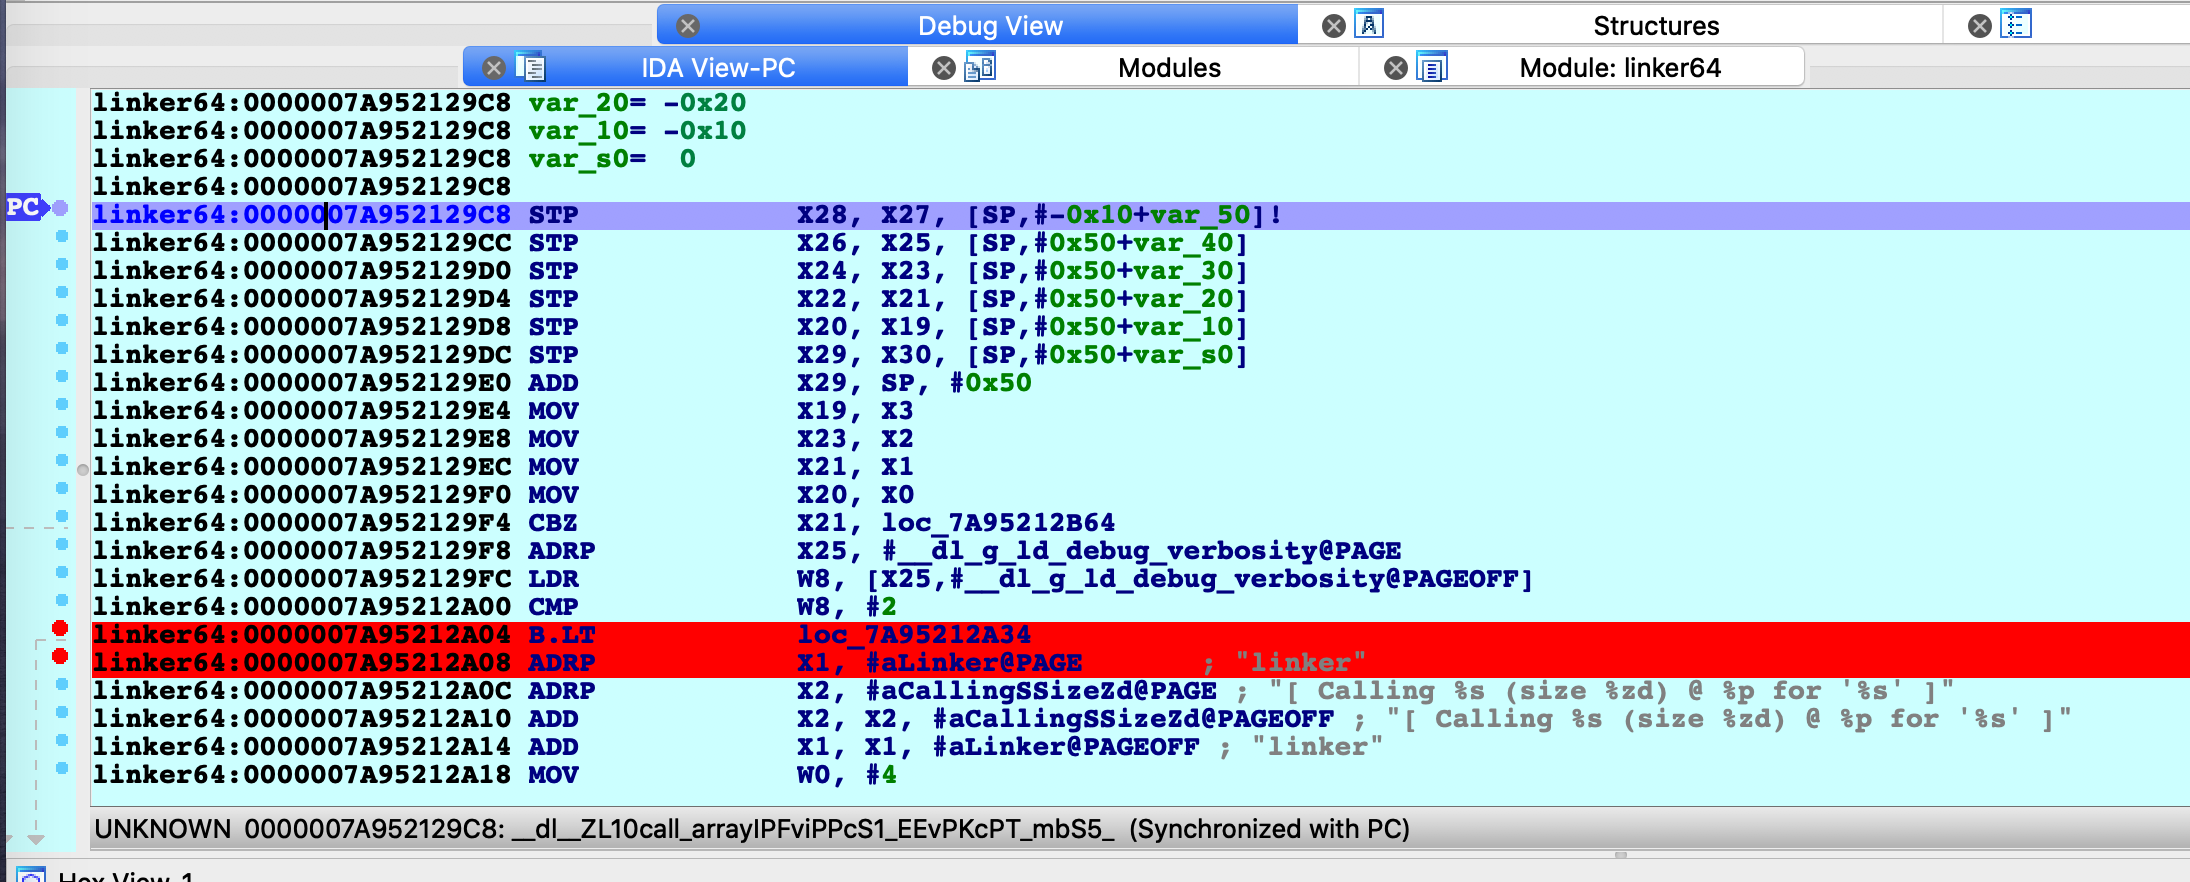 Debug View Structures
IDA View-PC Modules Module: linker64
linker64:0000007A952129C8 var_20= -0x20
linker64:0000007A952129C8 var_10= -0x10
linker64:0000007A952129C8 var_s0=  0
linker64:0000007A952129C8
PC linker64:0000007A952129C8 STP X28, X27, [SP,#-0x10+var_50]!
linker64:0000007A952129CC STP X26, X25, [SP,#0x50+var_40]
linker64:0000007A952129D0 STP X24, X23, [SP,#0x50+var_30]
linker64:0000007A952129D4 STP X22, X21, [SP,#0x50+var_20]
linker64:0000007A952129D8 STP X20, X19, [SP,#0x50+var_10]
linker64:0000007A952129DC STP X29, X30, [SP,#0x50+var_s0]
linker64:0000007A952129E0 ADD X29, SP, #0x50
linker64:0000007A952129E4 MOV X19, X3
linker64:0000007A952129E8 MOV X23, X2
linker64:0000007A952129EC MOV X21, X1
linker64:0000007A952129F0 MOV X20, X0
linker64:0000007A952129F4 CBZ X21, loc_7A95212B64
linker64:0000007A952129F8 ADRP X25, #__dl_g_ld_debug_verbosity@PAGE
linker64:0000007A952129FC LDR W8, [X25,#__dl_g_ld_debug_verbosity@PAGEOFF]
linker64:0000007A95212A00 CMP W8, #2
linker64:0000007A95212A04 B.LT loc_7A95212A34
linker64:0000007A95212A08 ADRP X1, #aLinker@PAGE ; "linker"
linker64:0000007A95212A0C ADRP X2, #aCallingSSizeZd@PAGE ; "[ Calling %s (size %zd) @ %p for '%s' ]"
linker64:0000007A95212A10 ADD X2, X2, #aCallingSSizeZd@PAGEOFF ; "[ Calling %s (size %zd) @ %p for '%s' ]"
linker64:0000007A95212A14 ADD X1, X1, #aLinker@PAGEOFF ; "linker"
linker64:0000007A95212A18 MOV W0, #4
UNKNOWN 0000007A952129C8: __dl__ZL10call_arrayIPFviPPcS1_EEvPKcPT_mbS5_ (Synchronized with PC)
Hex View-1